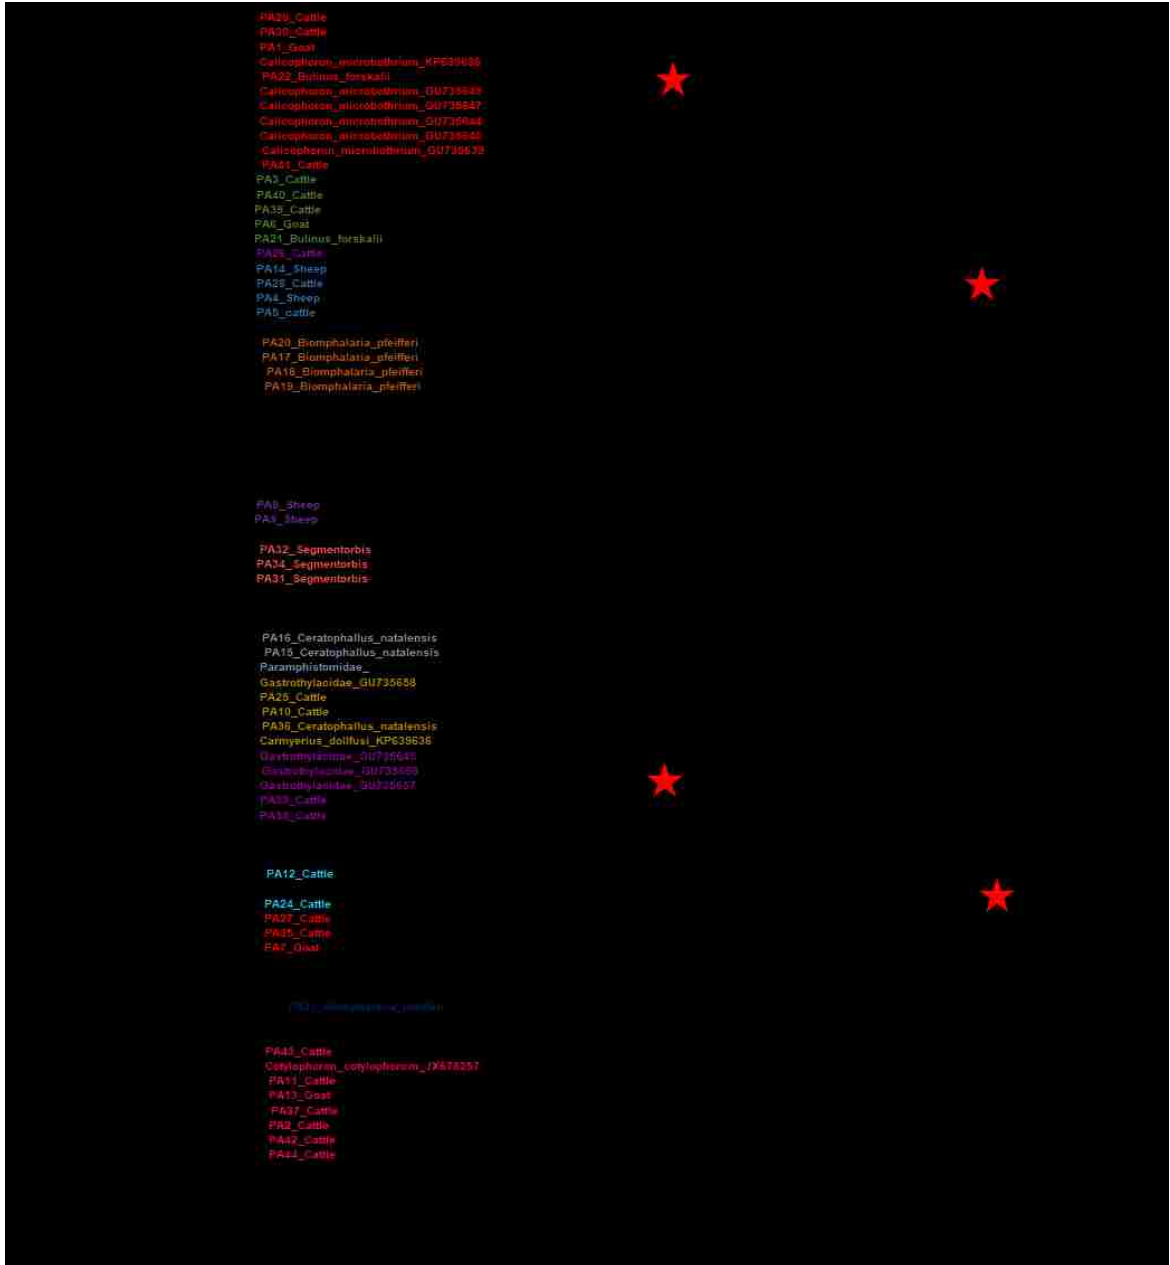 PA29_Cattle
PA30_Cattle
PA1_Goat
Calicophoron_microbothrium_KP639635
PA22_Bulinus_forskalii
Calicophoron_microbothrium_GU735649
Calicophoron_microbothrium_GU735647
Calicophoron_microbothrium_GU735644
Calicophoron_microbothrium_GU735640
Calicophoron_microbothrium_GU735639
PA41_Cattle
PA3_Cattle
PA40_Cattle
PA39_Cattle
PA6_Goat
PA21_Bulinus_forskalii
PA26_Cattle
PA14_Sheep
PA28_Cattle
PA4_Sheep
PA5_cattle
PA20_Biomphalaria_pfeifferi
PA17_Biomphalaria_pfeifferi
PA18_Biomphalaria_pfeifferi
PA19_Biomphalaria_pfeifferi
PA8_Sheep
PA9_Sheep
PA32_Segmentorbis
PA34_Segmentorbis
PA31_Segmentorbis
PA16_Ceratophallus_natalensis
PA15_Ceratophallus_natalensis
Paramphistomidae_
Gastrothylacidae_GU735658
PA25_Cattle
PA10_Cattle
PA36_Ceratophallus_natalensis
Carmyerius_dollfusi_KP639636
PA33_Cattle
PA38_Cattle
PA12_Cattle
PA24_Cattle
PA27_Cattle
PA35_Cattle
PA7_Goat
PA43_Cattle
Cotylophoron_cotylophorum_JX678257
PA11_Cattle
PA13_Goat
PA37_Cattle
PA2_Cattle
PA42_Cattle
PA44_Cattle